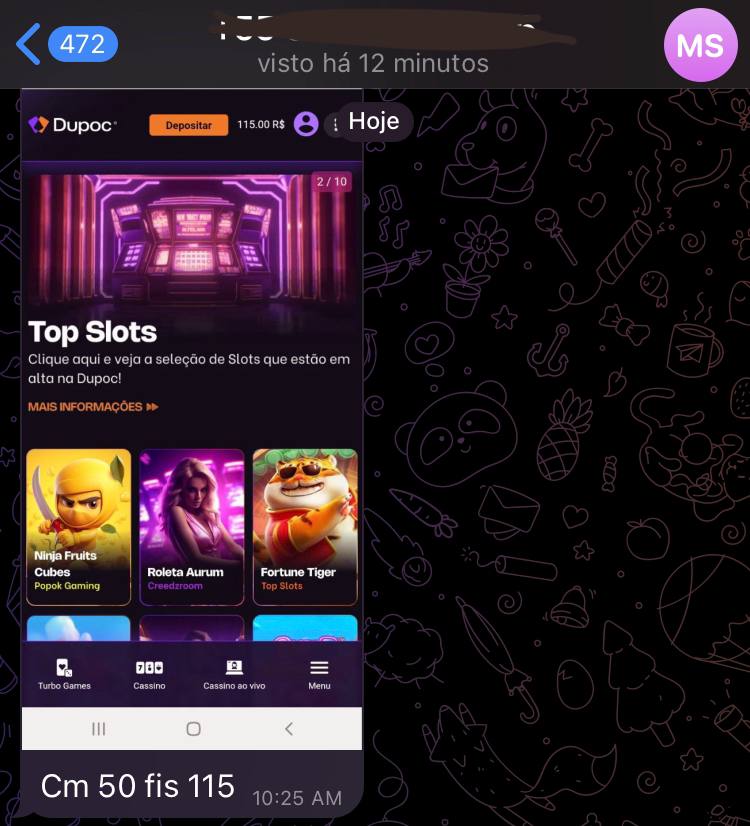 472
visto há 12 minutos
MS
Dupoc
Depositar
115.00 R$
Hoje
2 / 10
Top Slots
Clique aqui e veja a seleção de Slots que estão em
alta na Dupoc!
MAIS INFORMAÇÕES
Ninja Fruits
Cubes
Popok Gaming
Roleta Aurum
Creedzroom
Fortune Tiger
Top Slots
Turbo Games
Cassino
Cassino ao vivo
Menu
Cm 50 fis 115
10:25 AM